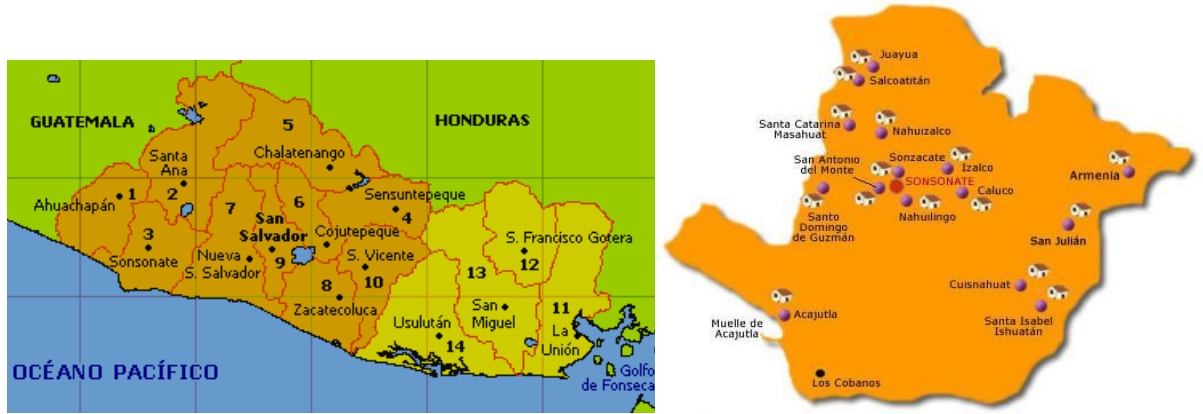 GUATEMALA
HONDURAS
5
Chalatenango
Santa
Ana
2
1
Ahuachapán
3
Sonsonate
7
6
San
Salvador
9
Nueva
S. Salvador
Sensuntepeque
4
Cojutepeque
S. Vicente
10
8
Zacatecoluca
S. Francisco Gotera
12
13
San
Miguel
11
La
Unión
Usulután
14
OCÉANO PACÍFICO
Golfo
de Fonseca
Juayua
Salcoatitán
Santa Catarina
Masahuat
Nahuizalco
San Antonio
del Monte
Sonzacate
Izalco
SONSONATE
Caluco
Nahuilingo
Santo
Domingo
de Guzmán
Armenia
San Julián
Cuisnahuat
Santa Isabel
Ishuatán
Acajutla
Muelle de
Acajutla
Los Cobanos